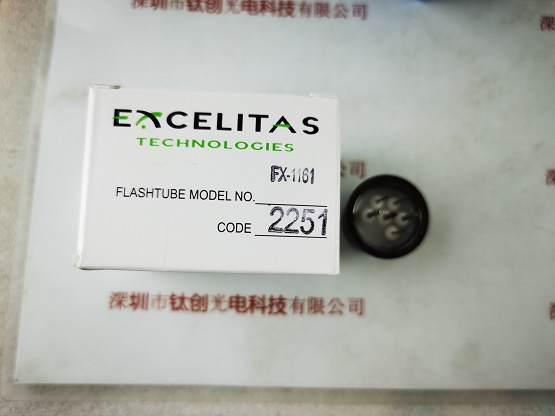 深圳市钛创光电科技有限公司
EXCELITAS
TECHNOLOGIES
FX-1161
FLASHTUBE MODEL NO.
CODE 2251
深圳市钛创光电科技有限公司